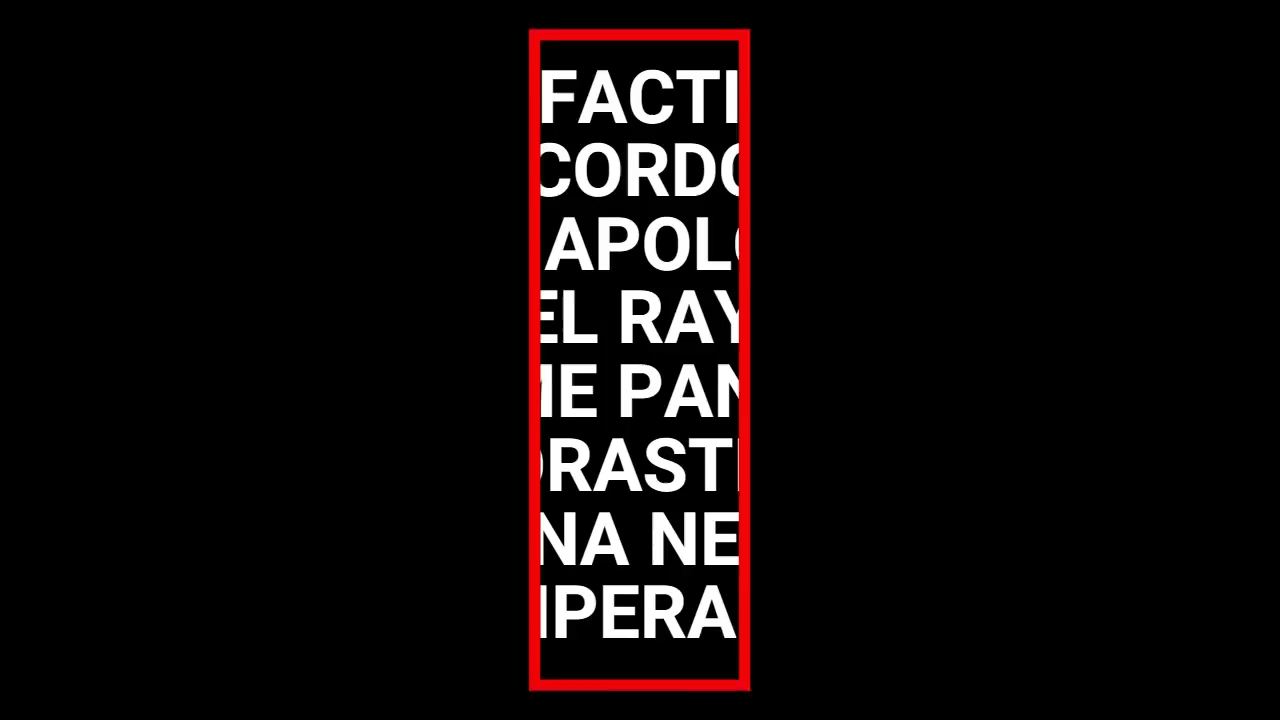 FACTI
CORDO
APOLO
EL RAY
ME PAN
ORASTI
NA NE
IPERA